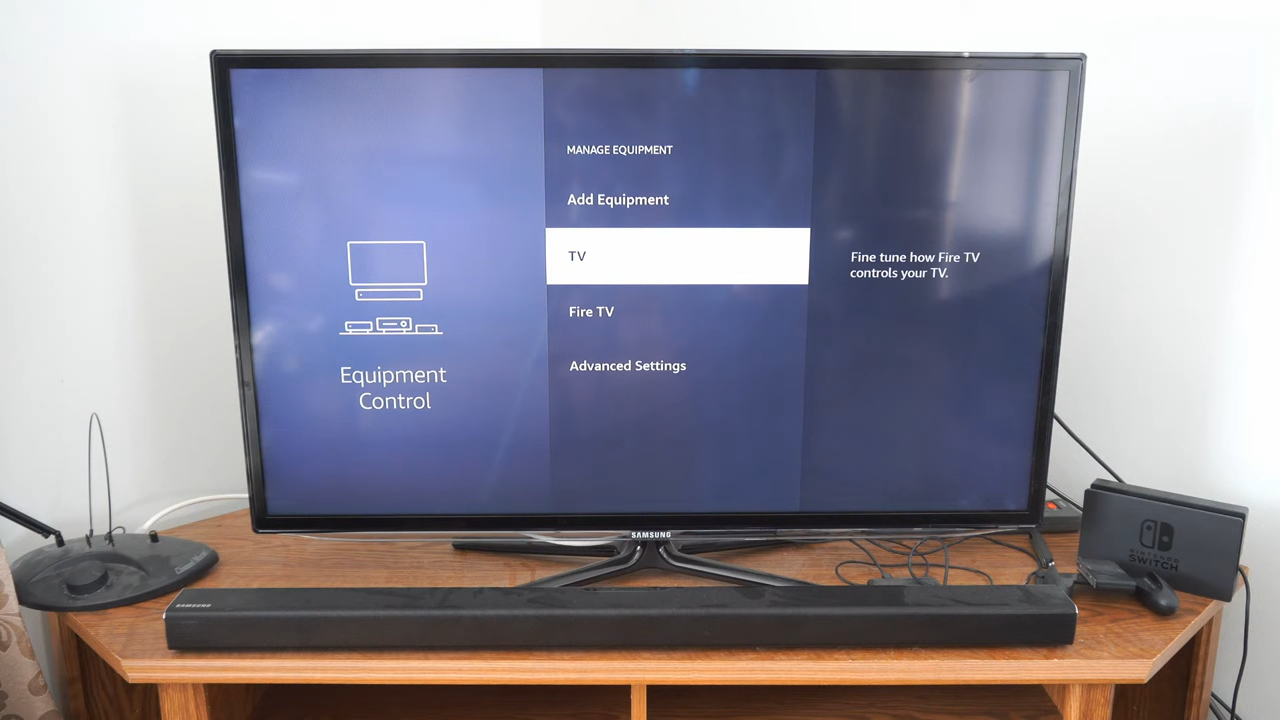 MANAGE EQUIPMENT
Add Equipment
TV
Fire TV
Advanced Settings
Equipment
Control
Fine tune how Fire TV
controls your TV.
SAMSUNG
SAMSUNG
NINTENDO
SWITCH